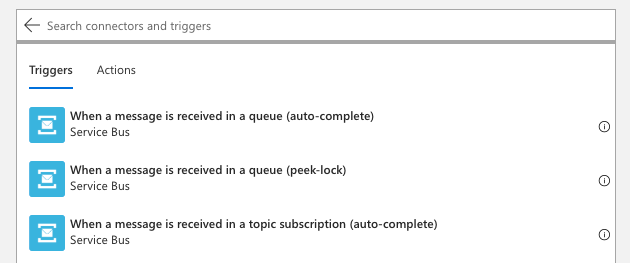 Search connectors and triggers
Triggers Actions
When a message is received in a queue (auto-complete)
Service Bus
When a message is received in a queue (peek-lock)
Service Bus
When a message is received in a topic subscription (auto-complete)
Service Bus